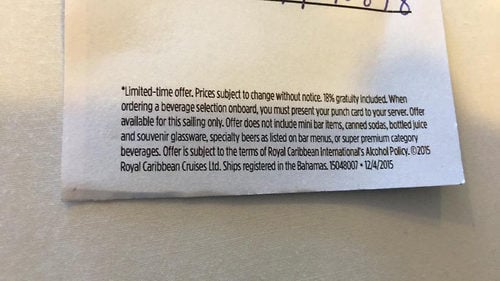 *Limited-time offer. Prices subject to change without notice. 18% gratuity included. When
ordering a beverage selection onboard, you must present your punch card to your server. Offer
available for this sailing only. Offer does not include mini bar items, canned sodas, bottled juice
and souvenir glassware, specialty beers as listed on bar menus, or super premium category
beverages. Offer is subject to the terms of Royal Caribbean International's Alcohol Policy. ©2015
Royal Caribbean Cruises Ltd. Ships registered in the Bahamas. 15048007 • 12/4/2015